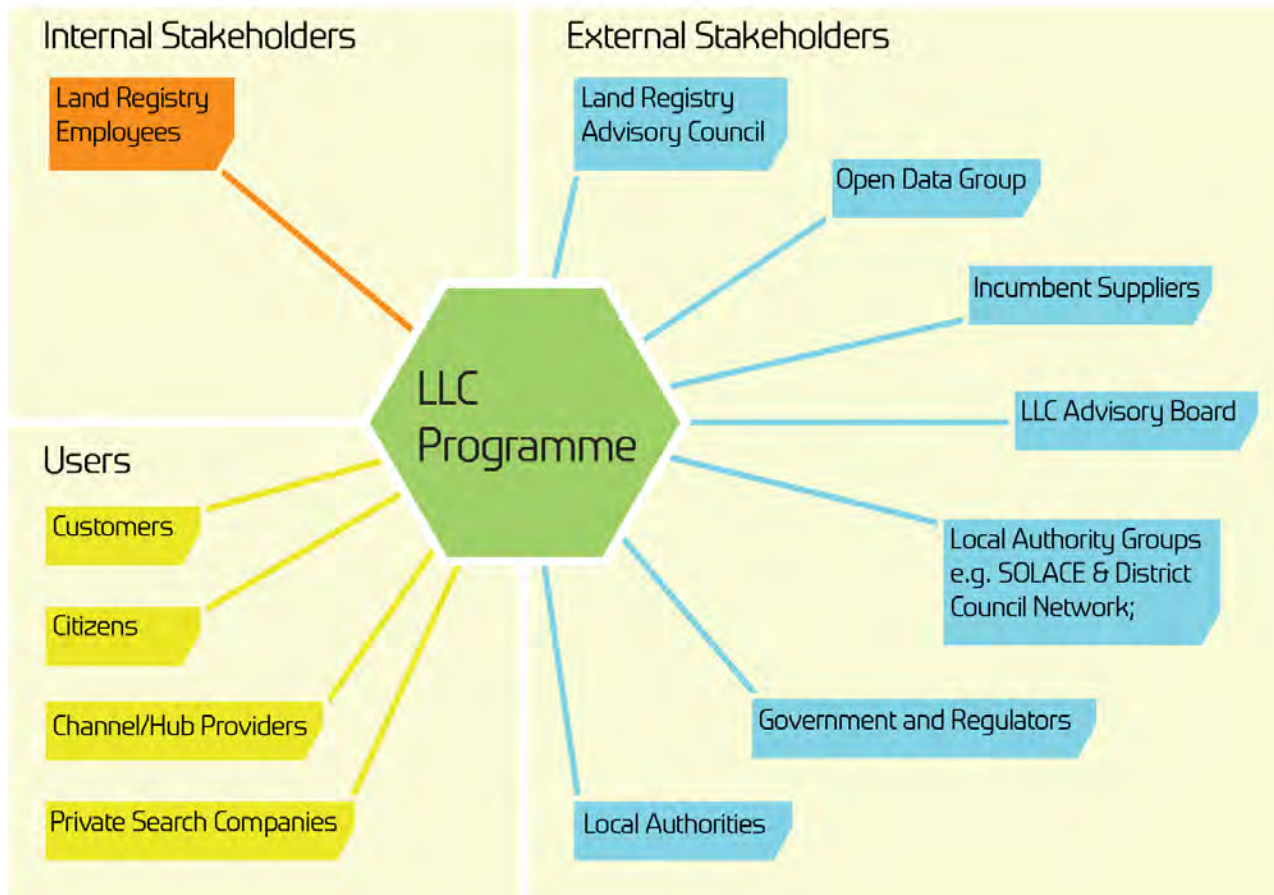 Internal Stakeholders
Land Registry
Employees
External Stakeholders
Land Registry
Advisory Council
Open Data Group
Incumbent Suppliers
LLC Advisory Board
Local Authority Groups
e.g. SOLACE & District
Council Network;
Government and Regulators
Local Authorities
LLC
Programme
Users
Customers
Citizens
Channel/Hub Providers
Private Search Companies